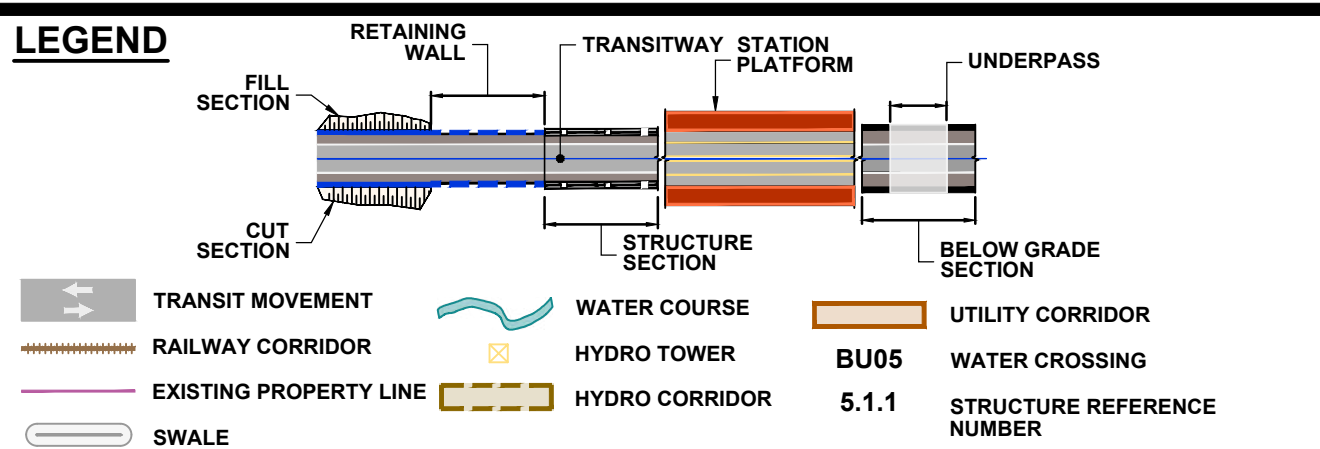 LEGEND
RETAINING
WALL
TRANSITWAY
STATION
PLATFORM
UNDERPASS
FILL
SECTION
CUT
SECTION
STRUCTURE
SECTION
BELOW GRADE
SECTION
TRANSIT MOVEMENT
RAILWAY CORRIDOR
EXISTING PROPERTY LINE
SWALE
WATER COURSE
HYDRO TOWER
HYDRO CORRIDOR
UTILITY CORRIDOR
BU05 WATER CROSSING
5.1.1 STRUCTURE REFERENCE
NUMBER